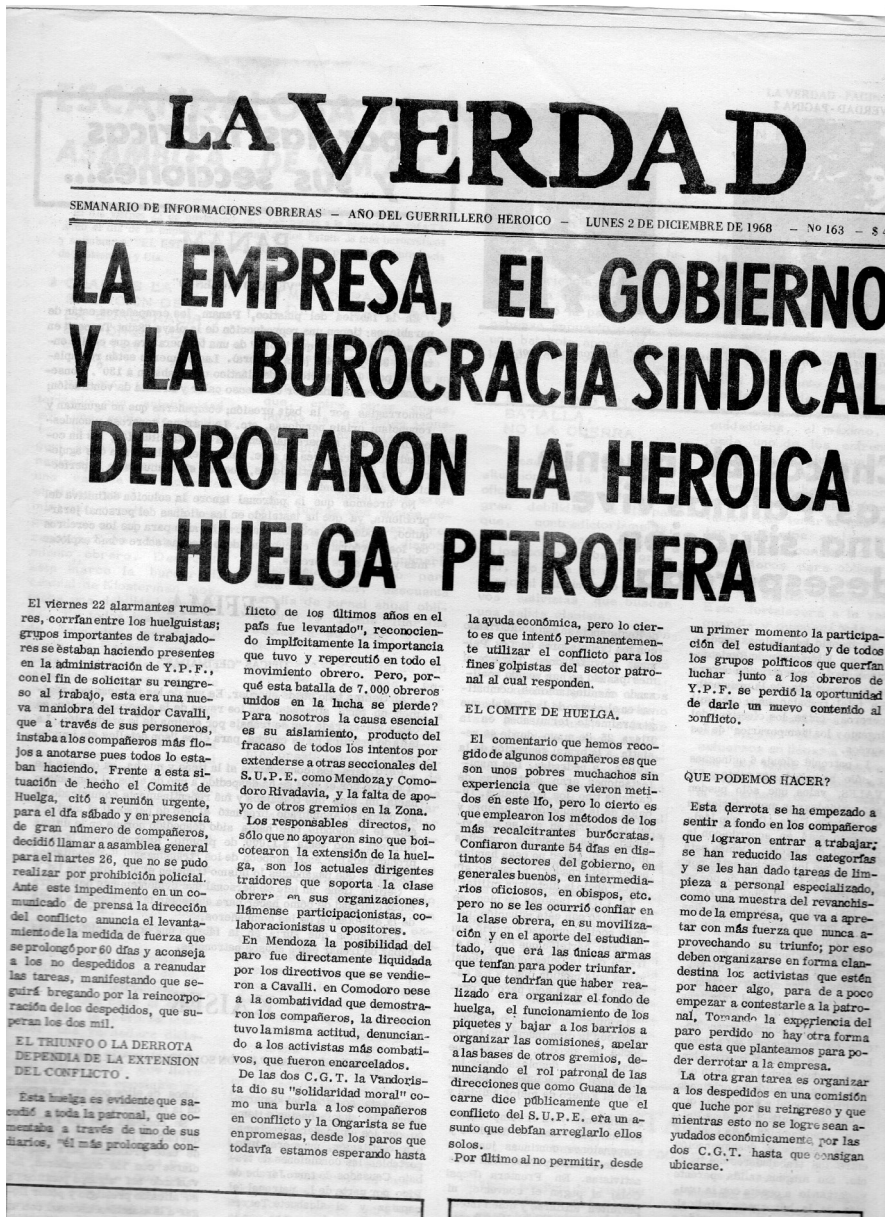 LA VERDAD
SEMANARIO DE INFORMACIONES OBRERAS — AÑO DEL GUERRILLERO HEROICO — LUNES 2 DE DICIEMBRE DE 1968 — Nº 163 — $
LA EMPRESA, EL GOBIERNO
Y LA BUROCRACIA SINDICAL
DERROTARON LA HEROICA
HUELGA PETROLERA
El viernes 22 alarmantes rumo-
res, corrían entre los huelguistas;
grupos importantes de trabajado-
res se estaban haciendo presentes
en la administración de Y.P.F.,
con el fin de solicitar su reingre-
so al trabajo, esta era una nue-
va maniobra del traidor Cavalli,
que a través de sus personeros,
instaba a los compañeros más flo-
jos a anotarse pues todos lo esta-
ban haciendo. Frente a esta si-
tuación de hecho el Comité de
Huelga, citó a reunión urgente,
para el día sábado y en presencia
de gran número de compañeros,
decidió llamar a asamblea general
para el martes 26, que no se pudo
realizar por prohibición policial.
Ante este impedimento en un co-
municado de prensa la dirección
del conflicto anuncia el levanta-
miento de la medida de fuerza que
se prolongó por 60 días y aconseja
a los no despedidos a reanudar
las tareas, manifestando que se-
guirá bregando por la reincorpo-
ración de los despedidos, que su-
peran los dos mil.
EL TRIUNFO O LA DERROTA
DEPENDIA DE LA EXTENSION
DEL CONFLICTO .
Esta huelga es evidente que sa-
cudió a toda la patronal, que co-
mentaba a través de uno de sus
diarios, "él más prolongado con-
flicto de los últimos años en el
país fue levantado", reconocien-
do implícitamente la importancia
que tuvo y repercutió en todo el
movimiento obrero. Pero, por-
qué esta batalla de 7.000 obreros
unidos en la lucha se pierde?
Para nosotros la causa esencial
es su aislamiento, producto del
fracaso de todos los intentos por
extenderse a otras seccionales del
S.U.P.E. como Mendoza y Como-
doro Rivadavia, y la falta de apo-
yo de otros gremios en la Zona.
Los responsables directos, no
sólo que no apoyaron sino que boi-
cotearon la extensión de la huel-
ga, son los actuales dirigentes
traidores que soporta la clase
obrera en sus organizaciones,
llámense participacionistas, co-
laboracionistas u opositores.
En Mendoza la posibilidad del
paro fue directamente liquidada
por los directivos que se vendie-
ron a Cavalli. en Comodoro pese
a la combatividad que demostra-
ron los compañeros, la direccion
tuvo la misma actitud, denuncian-
do a los activistas más combati-
vos, que fueron encarcelados.
De las dos C.G.T. la Vandoris-
ta dio su "solidaridad moral" co-
mo una burla a los compañeros
en conflicto y la Ongarista se fue
en promesas, desde los paros que
todavía estamos esperando hasta
la ayuda económica, pero lo cier-
to es que intentó permanentemen-
te utilizar el conflicto para los
fines golpistas del sector patro-
nal al cual responden.
EL COMITE DE HUELGA.
El comentario que hemos reco-
gido de algunos compañeros es que
son unos pobres muchachos sin
experiencia que se vieron meti-
dos en este lío, pero lo cierto es
que emplearon los métodos de los
más recalcitrantes burócratas.
Confiaron durante 54 días en dis-
tintos sectores del gobierno, en
generales buenos, en intermedia-
rios oficiosos, en obispos, etc.
pero no se les ocurrió confiar en
la clase obrera, en su moviliza-
ción y en el aporte del estudian-
tado, que era las únicas armas
que tenían para poder triunfar.
Lo que tendrían que haber rea-
lizado era organizar el fondo de
huelga, el funcionamiento de los
piquetes y bajar a los barrios a
organizar las comisiones, apelar
a las bases de otros gremios, de-
nunciando el rol patronal de las
direcciones que como Guana de la
carne dice públicamente que el
conflicto del S.U.P.E. era un a-
sunto que debían arreglarlo ellos
solos.
Por último al no permitir, desde
un primer momento la participa-
ción del estudiantado y de todos
los grupos políticos que querían
luchar junto a los obreros de
Y.P.F. se perdió la oportunidad
de darle un nuevo contenido al
conflicto.
QUE PODEMOS HACER?
Esta derrota se ha empezado a
sentir a fondo en los compañeros
que lograron entrar a trabajar;
se han reducido las categorías
y se les han dado tareas de lim-
pieza a personal especializado,
como una muestra del revanchis-
mo de la empresa, que va a apre-
tar con más fuerza que nunca a-
provechando su triunfo; por eso
deben organizarse en forma clan-
destina los activistas que estén
por hacer algo, para de a poco
empezar a contestarle a la patro-
nal. Tomando la experiencia del
paro perdido no hay otra forma
que esta que planteamos para po-
der derrotar a la empresa.
La otra gran tarea es organizar
a los despedidos en una comisión
que luche por su reingreso y que
mientras esto no se logre sean a-
yudados económicamente por las
dos C.G.T. hasta que consigan
ubicarse.